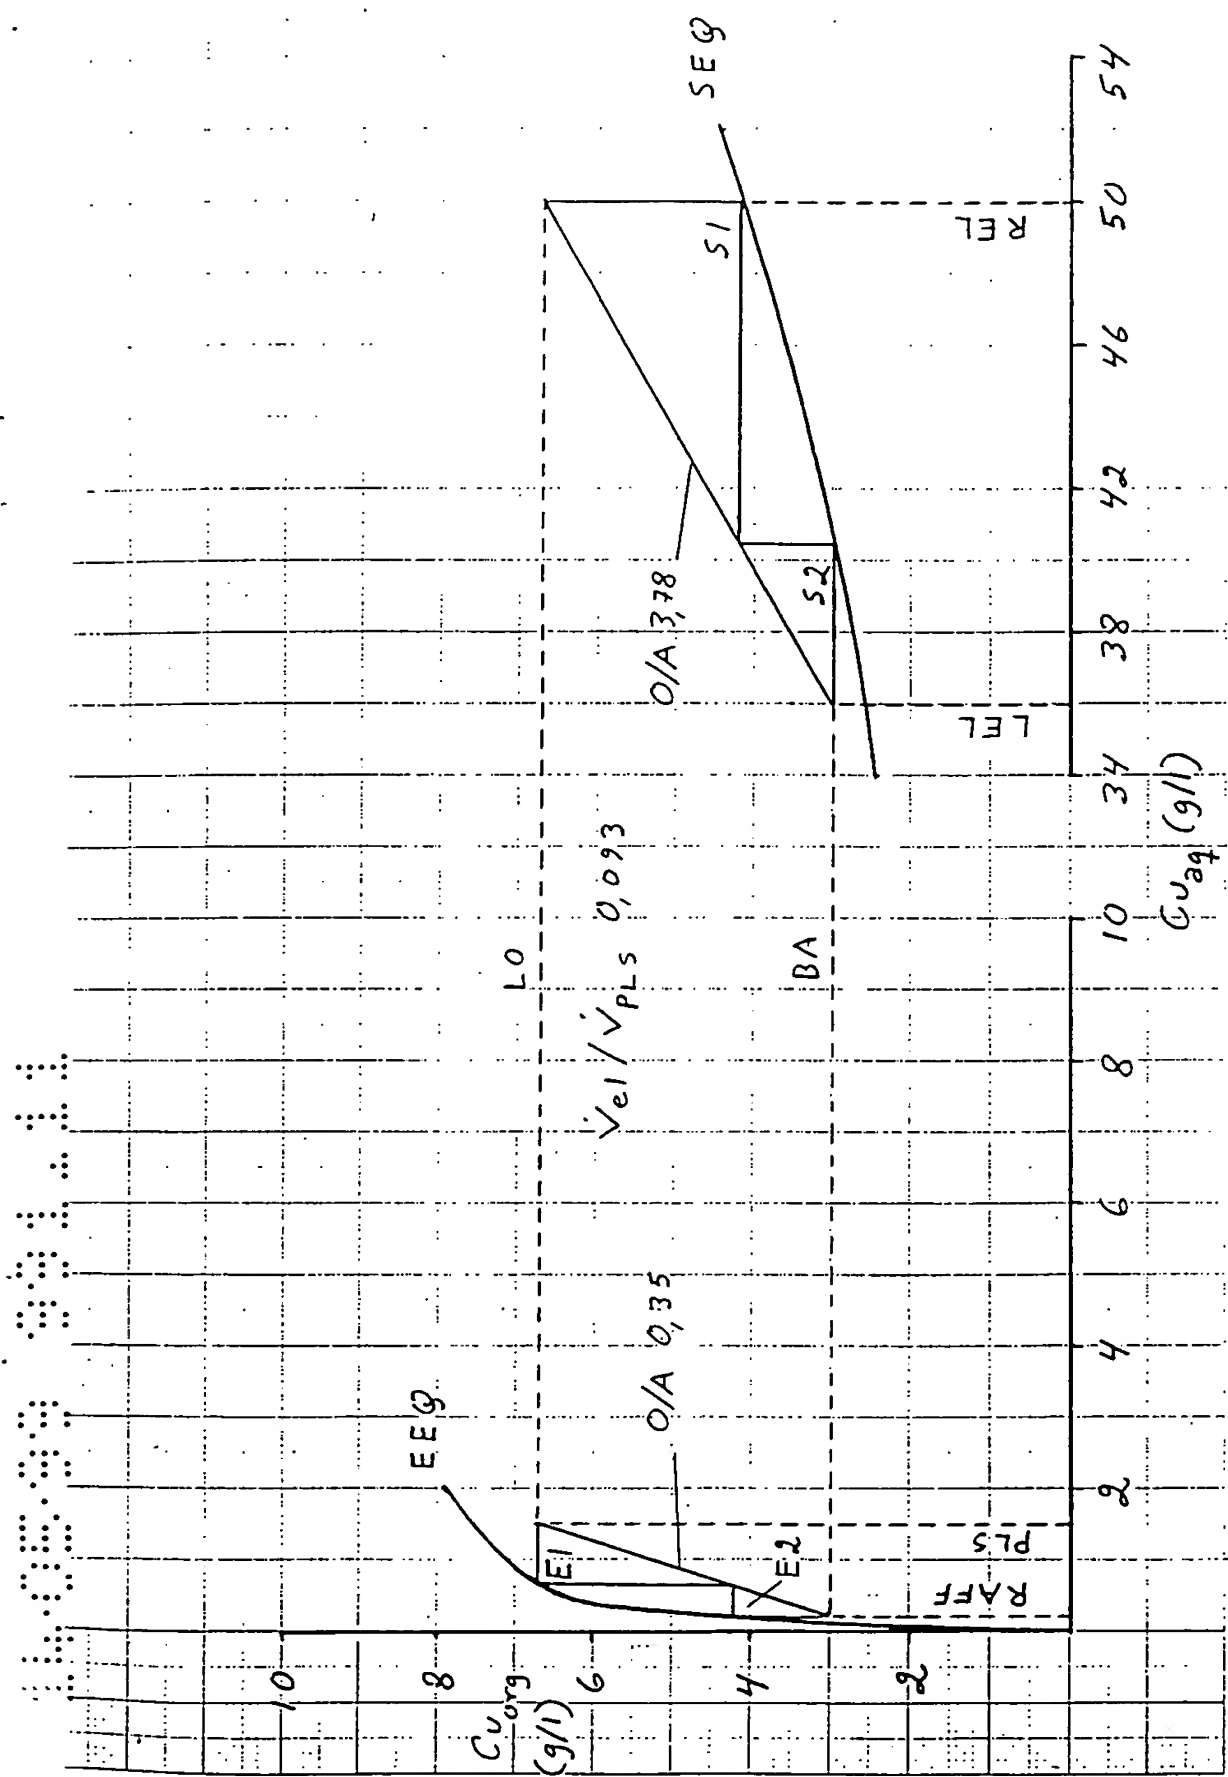 EEQ
SEQ
LO
BA
O/A 0,35
V̇el/V̇PLS 0,093
O/A 3,78
E1
E2
S1
S2
RAFF
PLS
LEL
REL
Cuorg
(g/l)
10
8
6
4
2
2
4
6
8
10
34
38
42
46
50
54
Cuaq (g/l)